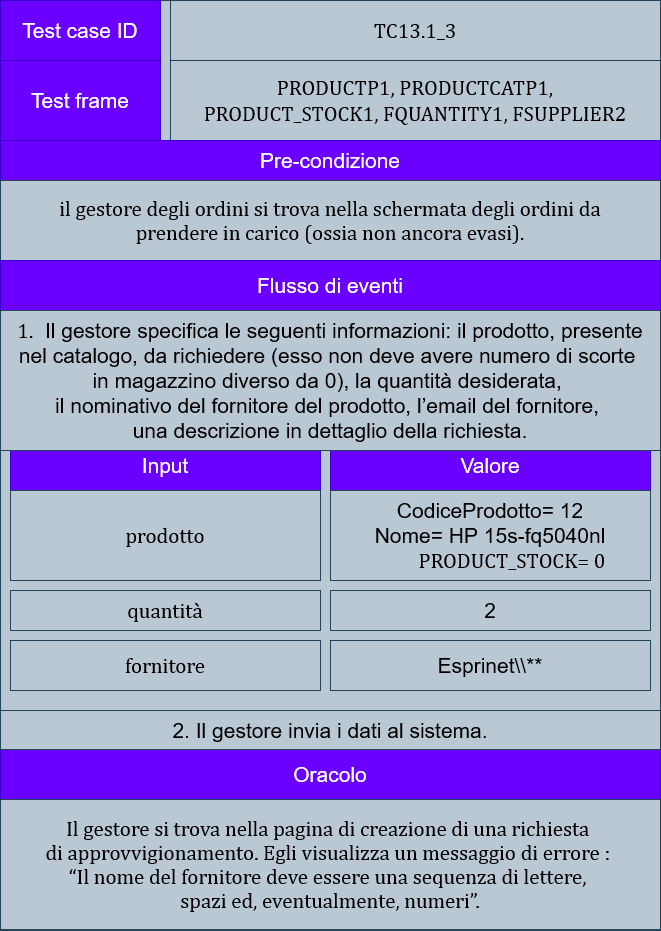 Test case ID
TC13.1_3
Test frame
PRODUCTP1, PRODUCTCATP1,
PRODUCT_STOCK1, FQUANTITY1, FSUPPLIER2
Pre-condizione
il gestore degli ordini si trova nella schermata degli ordini da
prendere in carico (ossia non ancora evasi).
Flusso di eventi
1. Il gestore specifica le seguenti informazioni: il prodotto, presente
nel catalogo, da richiedere (esso non deve avere numero di scorte
in magazzino diverso da 0), la quantità desiderata,
il nominativo del fornitore del prodotto, l'email del fornitore,
una descrizione in dettaglio della richiesta.
Input
Valore
prodotto
CodiceProdotto= 12
Nome= HP 15s-fq5040nl
PRODUCT_STOCK= 0
quantità
2
fornitore
Esprinet\\**
2. Il gestore invia i dati al sistema.
Oracolo
Il gestore si trova nella pagina di creazione di una richiesta
di approvvigionamento. Egli visualizza un messaggio di errore :
“Il nome del fornitore deve essere una sequenza di lettere,
spazi ed, eventualmente, numeri”.